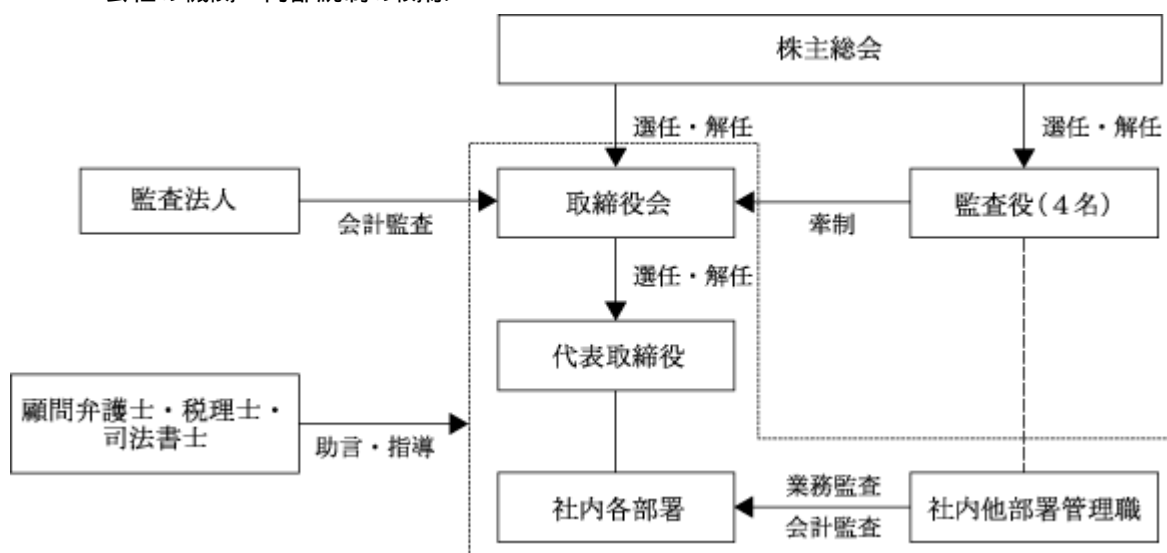 株主総会
選任・解任
選任・解任
監査法人
会計監査
取締役会
牽制
監査役(4名)
選任・解任
代表取締役
顧問弁護士・税理士・
司法書士
助言・指導
社内各部署
業務監査
会計監査
社内他部署管理職